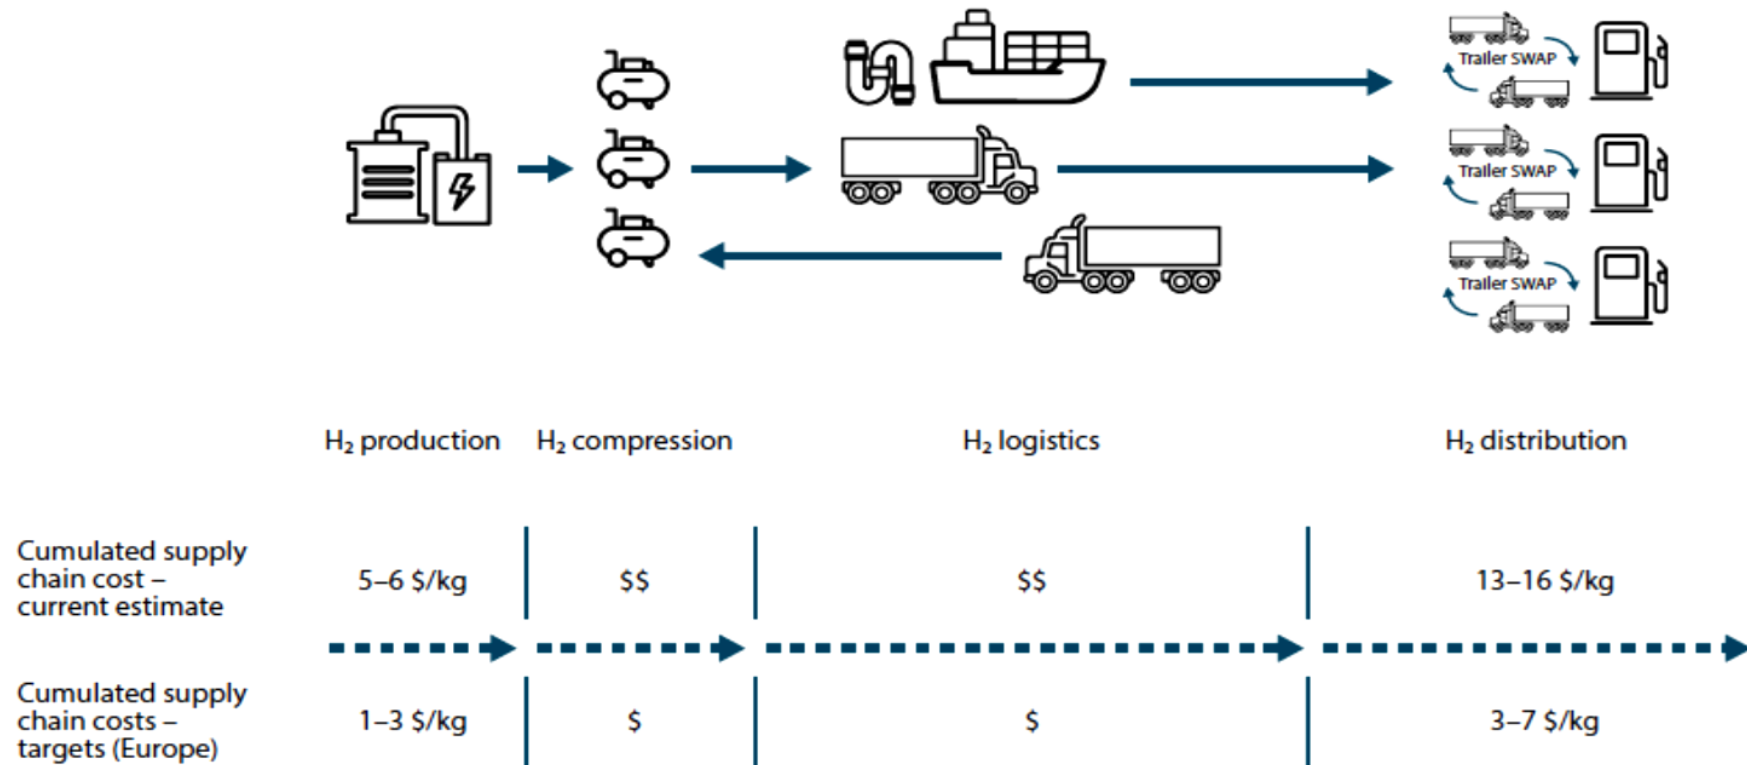 Trailer SWAP
Trailer SWAP
Trailer SWAP
H₂ production H₂ compression H₂ logistics H₂ distribution
Cumulated supply
chain cost –
current estimate
5–6 $/kg $$ $$ 13–16 $/kg
Cumulated supply
chain costs –
targets (Europe)
1–3 $/kg $ $ 3–7 $/kg